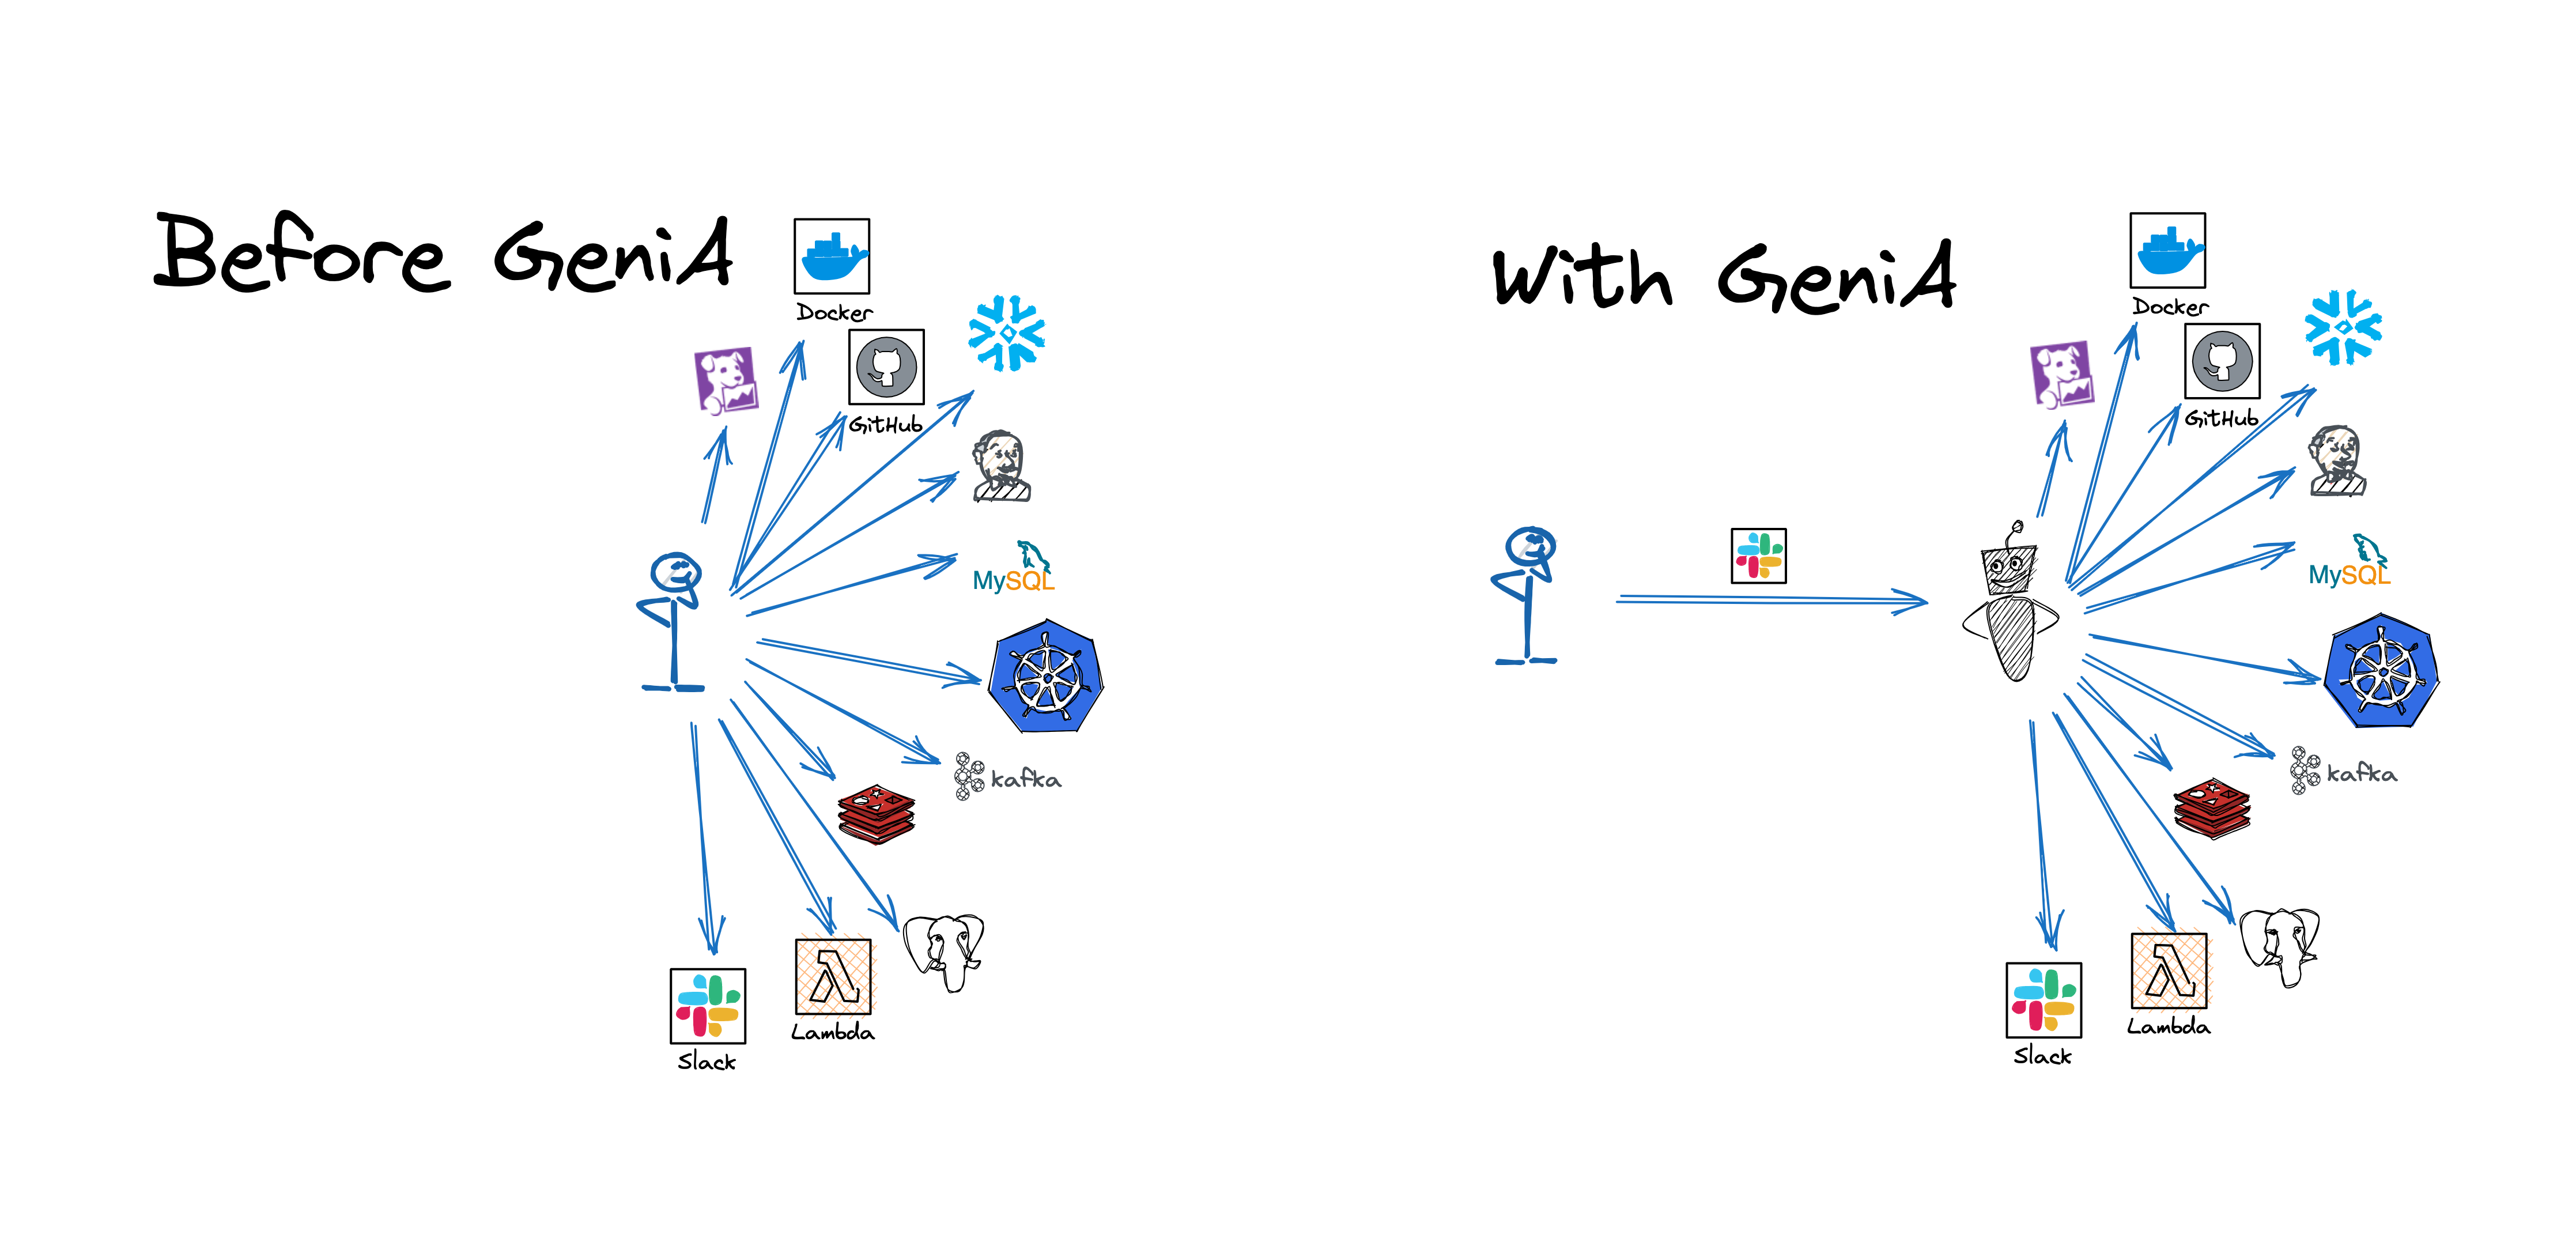 Before GeniA
Docker
GitHub
MySQL
kafka
Lambda
Slack
With GeniA
Docker
GitHub
MySQL
kafka
Lambda
Slack